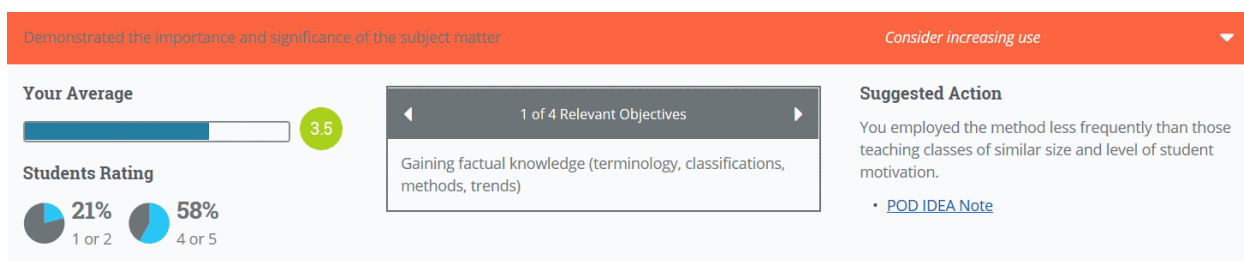 Demonstrated the importance and significance of the subject matter
Consider increasing use
Your Average
3.5
Students Rating
21%
1 or 2
58%
4 or 5
1 of 4 Relevant Objectives
Gaining factual knowledge (terminology, classifications,
methods, trends)
Suggested Action
You employed the method less frequently than those
teaching classes of similar size and level of student
motivation.
• POD IDEA Note